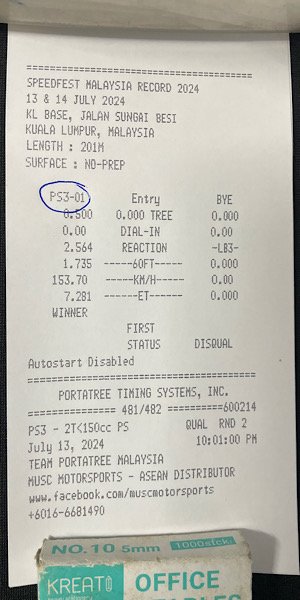 ================================
SPEEDFEST MALAYSIA RECORD 2024
13 & 14 JULY 2024
KL BASE, JALAN SUNGAI BESI
KUALA LUMPUR, MALAYSIA
LENGTH : 201M
SURFACE : NO-PREP
================================
PS3-01 Entry BYE
0.500 0.000 TREE 0.000
0.00 DIAL-IN 0.00
2.564 REACTION -LB3-
1.735 ------60FT----- 0.000
153.70 ------KM/H----- 0.00
7.281 ------ET------ 0.000
WINNER
FIRST
STATUS DISQUAL
Autostart Disabled
================================
PORTATREE TIMING SYSTEMS, INC.
============== 481/482 =========600214
PS3 - 2T<150cc PS QUAL RND 2
July 13, 2024 10:01:00 PM
TEAM PORTATREE MALAYSIA
MUSC MOTORSPORTS - ASEAN DISTRIBUTOR
www.facebook.com/muscmotorsports
+6016-6681490
NO.10 5mm 1000stck.
KREATO OFFICE